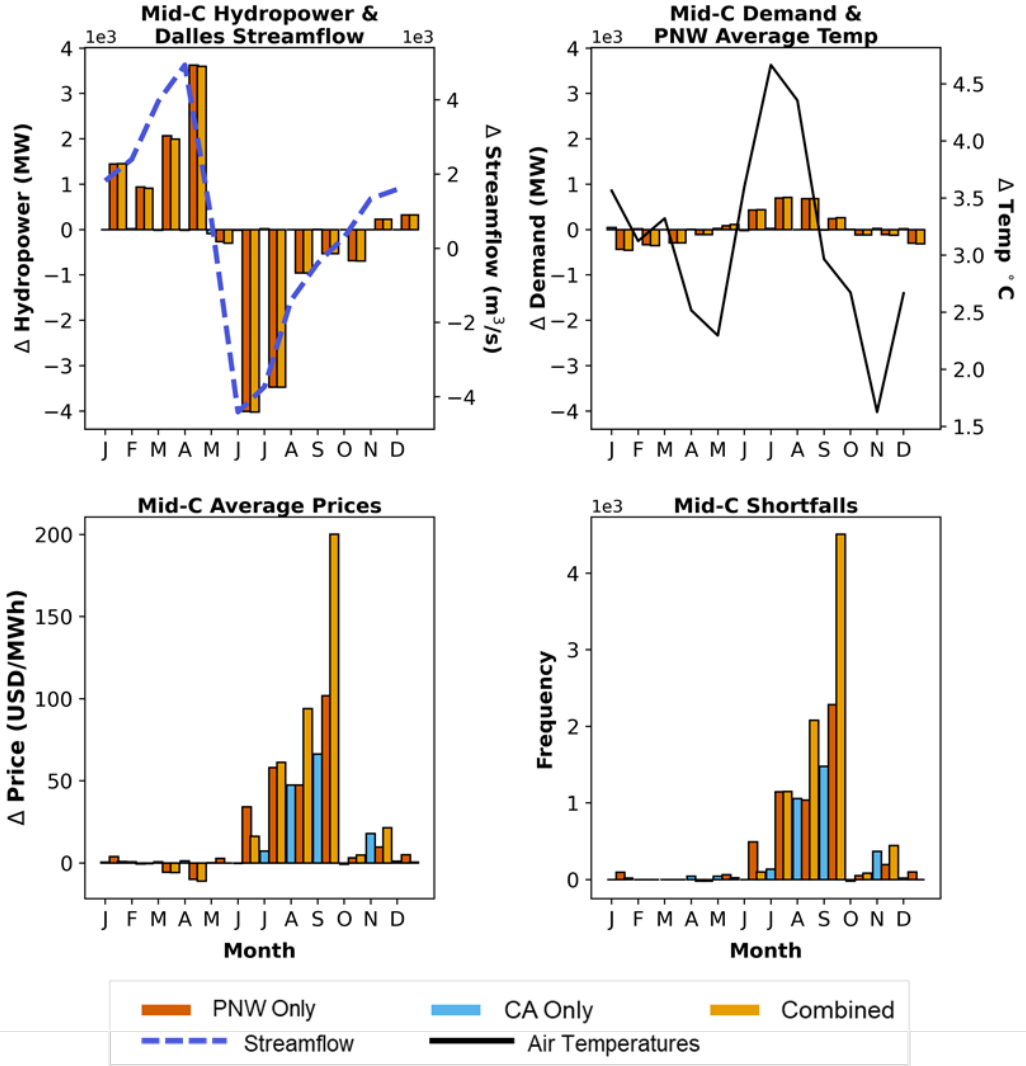 Mid-C Hydropower &
Dalles Streamflow
1e3
1e3
4
3
2
1
0
−1
−2
−3
−4
Δ Hydropower (MW)
4
2
0
−2
−4
Δ Streamflow (m³/s)
J F M A M J J A S O N D
Mid-C Demand &
PNW Average Temp
1e3
4
3
2
1
0
−1
−2
−3
−4
Δ Demand (MW)
4.5
4.0
3.5
3.0
2.5
2.0
1.5
Δ Temp °C
J F M A M J J A S O N D
Mid-C Average Prices
200
150
100
50
0
Δ Price (USD/MWh)
J F M A M J J A S O N D
Month
Mid-C Shortfalls
1e3
4
3
2
1
0
Frequency
J F M A M J J A S O N D
Month
PNW Only CA Only Combined
Streamflow Air Temperatures